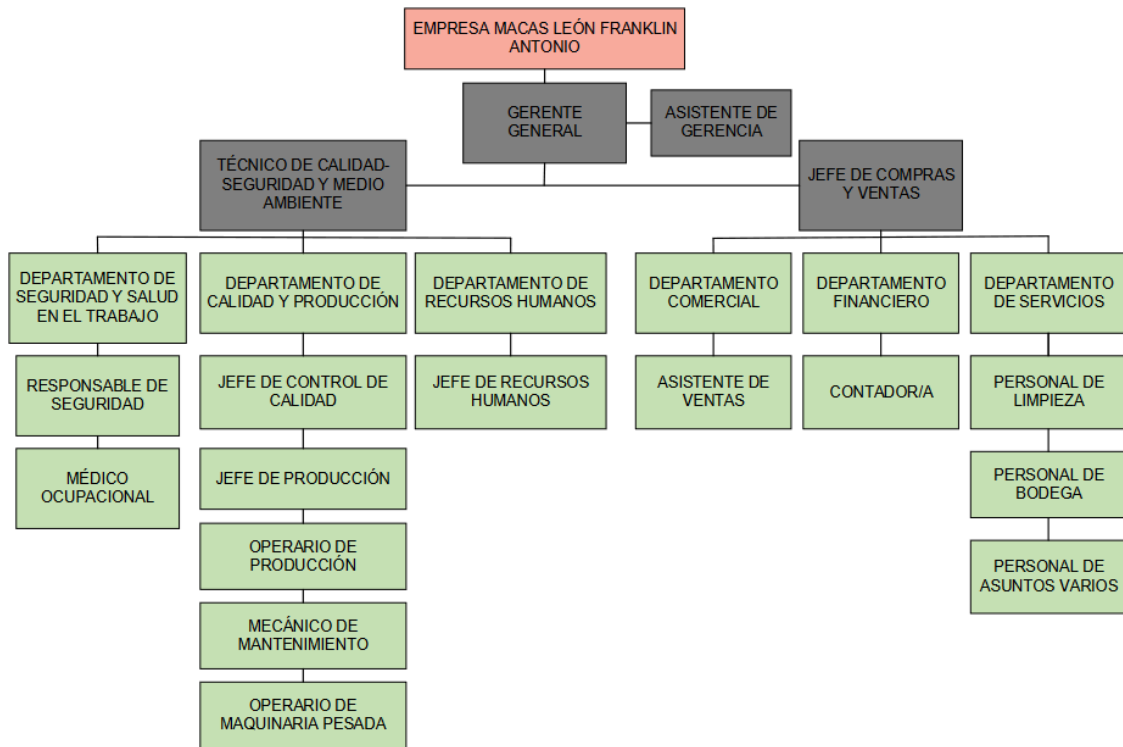 EMPRESA MACAS LEÓN FRANKLIN
ANTONIO
GERENTE
GENERAL
ASISTENTE DE
GERENCIA
TÉCNICO DE CALIDAD-
SEGURIDAD Y MEDIO
AMBIENTE
JEFE DE COMPRAS
Y VENTAS
DEPARTAMENTO DE
SEGURIDAD Y SALUD
EN EL TRABAJO
DEPARTAMENTO DE
CALIDAD Y PRODUCCIÓN
DEPARTAMENTO DE
RECURSOS HUMANOS
DEPARTAMENTO
COMERCIAL
DEPARTAMENTO
FINANCIERO
DEPARTAMENTO
DE SERVICIOS
RESPONSABLE DE
SEGURIDAD
JEFE DE CONTROL DE
CALIDAD
JEFE DE RECURSOS
HUMANOS
ASISTENTE DE
VENTAS
CONTADOR/A
PERSONAL DE
LIMPIEZA
MÉDICO
OCUPACIONAL
JEFE DE PRODUCCIÓN
PERSONAL DE
BODEGA
OPERARIO DE
PRODUCCIÓN
PERSONAL DE
ASUNTOS VARIOS
MECÁNICO DE
MANTENIMIENTO
OPERARIO DE
MAQUINARIA PESADA